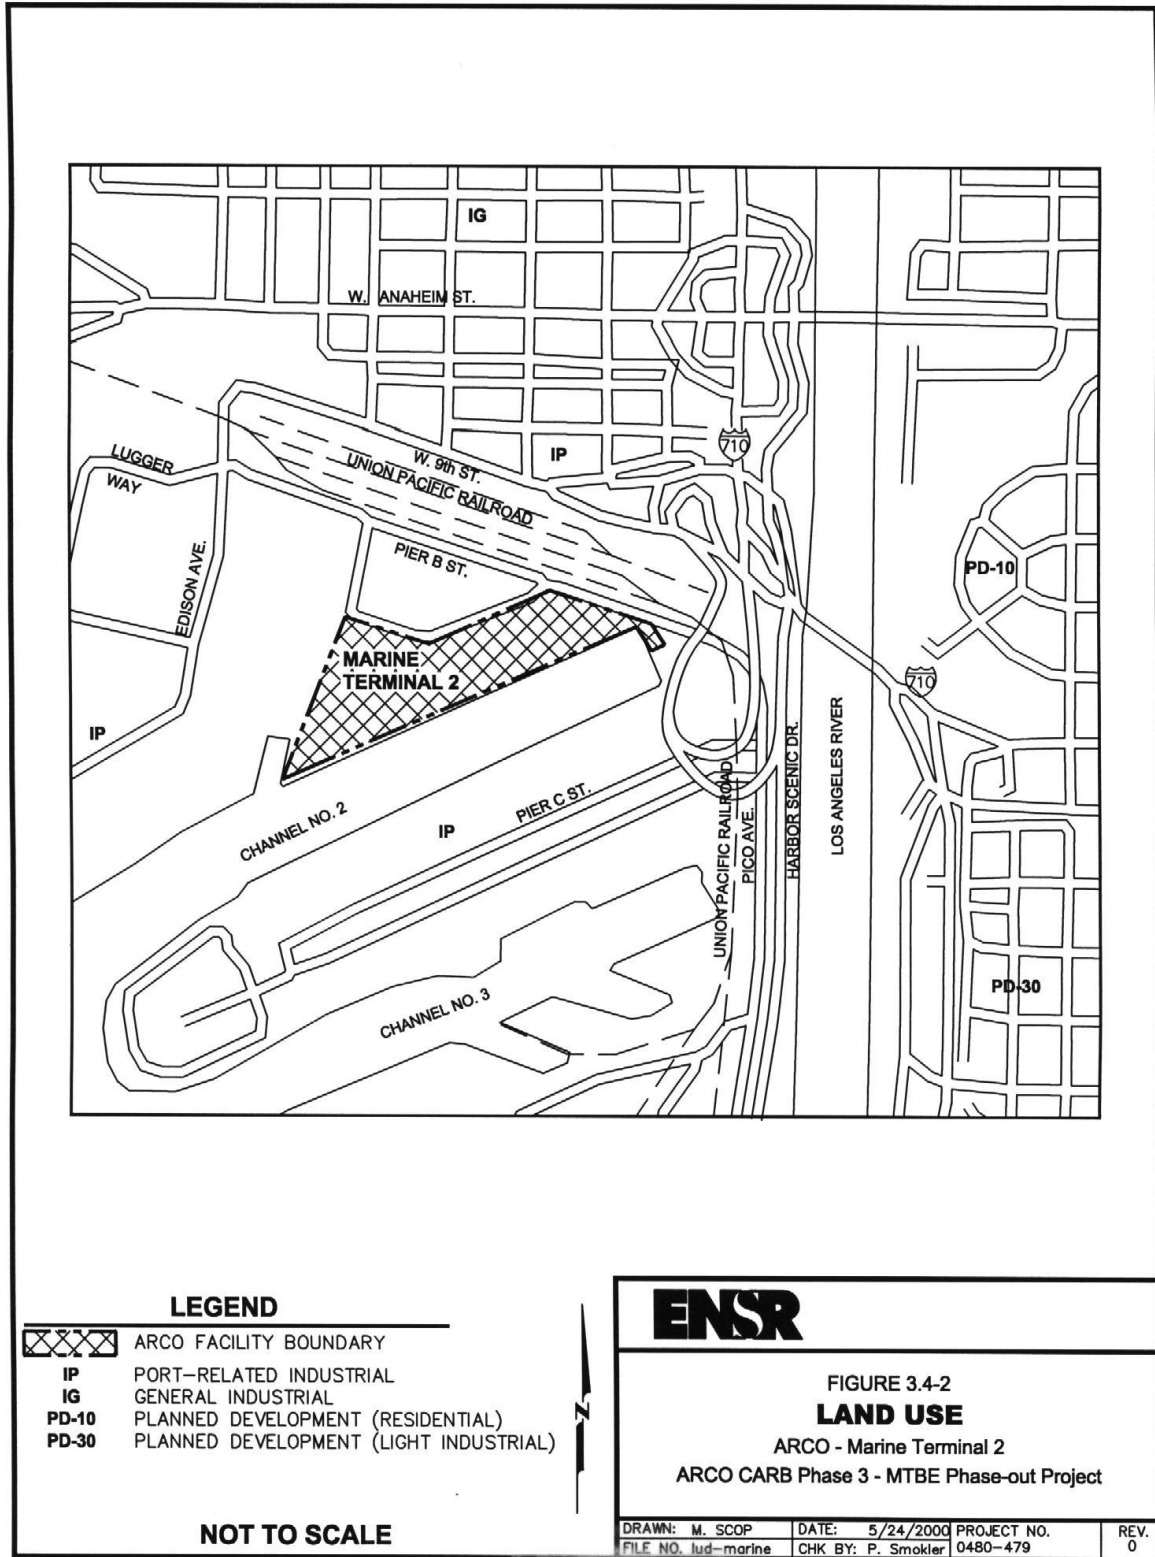 IG
W. ANAHEIM ST.
710
W. 9th ST.
IP
LUGGER
WAY
UNION PACIFIC RAILROAD
PIER B ST.
EDISON AVE.
PD-10
MARINE
TERMINAL 2
710
IP
CHANNEL NO. 2
PIER C ST.
IP
UNION PACIFIC RAILROAD
PICO AVE.
HARBOR SCENIC DR.
LOS ANGELES RIVER
CHANNEL NO. 3
PD-30
LEGEND
ARCO FACILITY BOUNDARY
IP PORT-RELATED INDUSTRIAL
IG GENERAL INDUSTRIAL
PD-10 PLANNED DEVELOPMENT (RESIDENTIAL)
PD-30 PLANNED DEVELOPMENT (LIGHT INDUSTRIAL)
NOT TO SCALE
N
ENSR
FIGURE 3.4-2
LAND USE
ARCO - Marine Terminal 2
ARCO CARB Phase 3 - MTBE Phase-out Project
DRAWN: M. SCOP DATE: 5/24/2000 PROJECT NO. REV.
FILE NO. lud-marine CHK BY: P. Smokler 0480-479 0